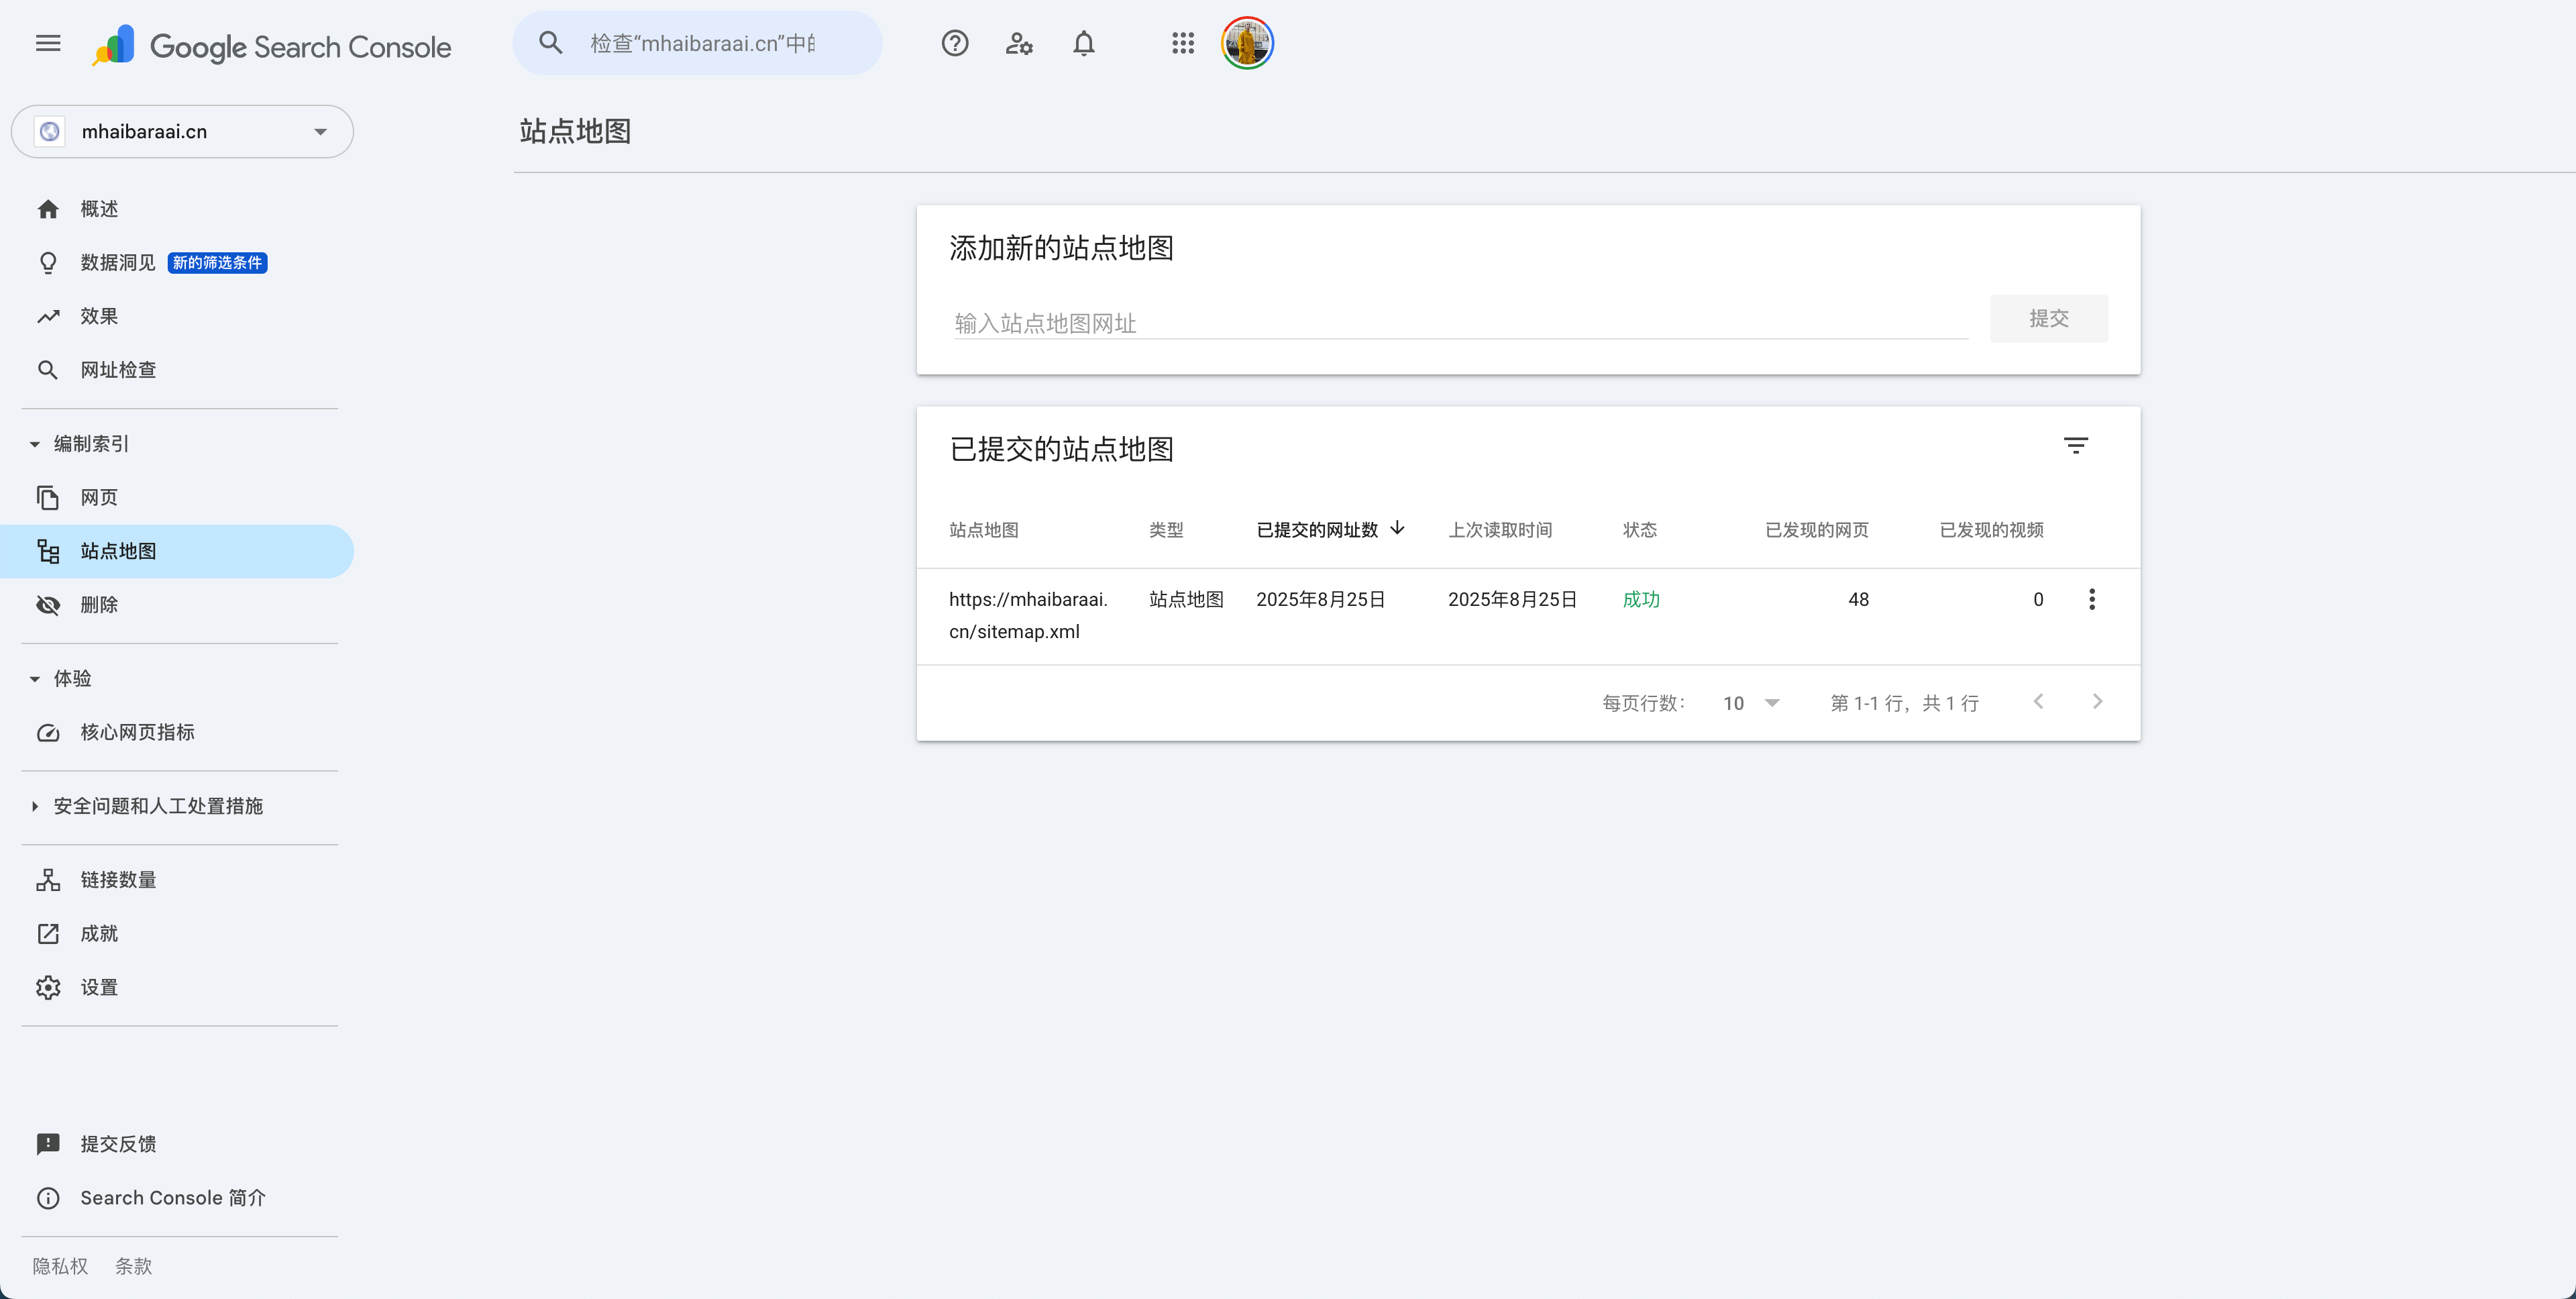 Google Search Console
检查“mhaibaraai.cn”中的
mhaibaraai.cn
站点地图
概述
数据洞见 新的筛选条件
效果
网址检查
编制索引
网页
站点地图
删除
体验
核心网页指标
安全问题和人工处置措施
链接数量
成就
设置
提交反馈
Search Console 简介
隐私权 条款
添加新的站点地图
输入站点地图网址
提交
已提交的站点地图
站点地图 类型 已提交的网址数 上次读取时间 状态 已发现的网页 已发现的视频
https://mhaibaraai. 站点地图 2025年8月25日 2025年8月25日 成功 48 0
cn/sitemap.xml
每页行数： 10 第 1-1 行，共 1 行